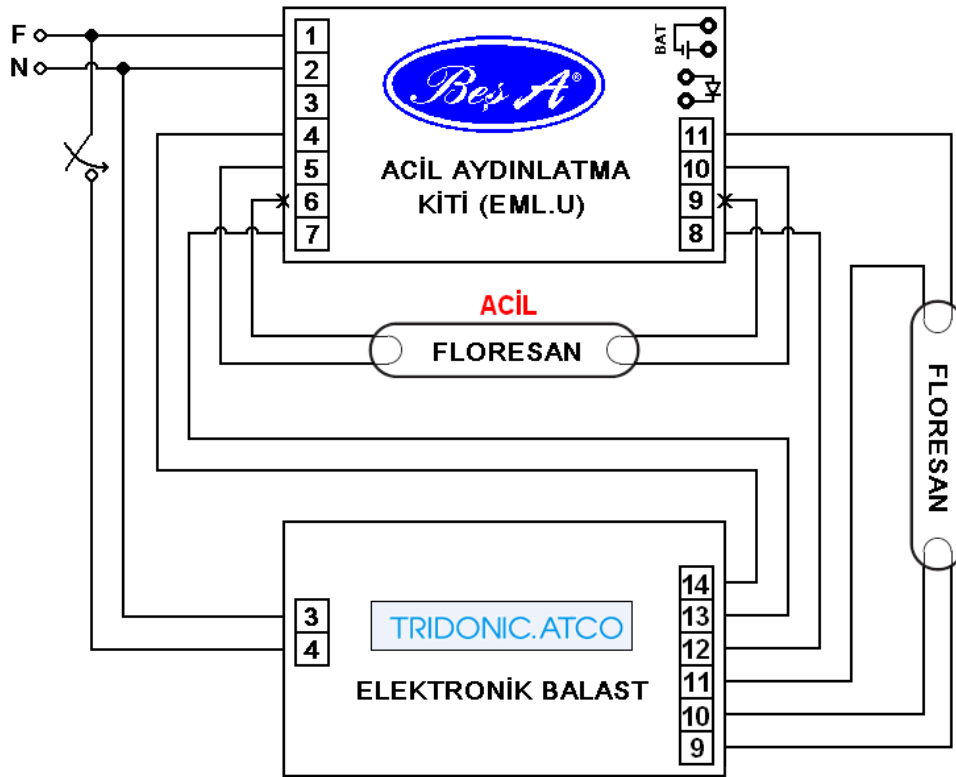 F
N
1
2
3
4
5
6
7
Beş A®
ACİL AYDINLATMA
KİTİ (EML.U)
BAT
11
10
9
8
ACİL
FLORESAN
FLORESAN
3
4
TRIDONIC.ATCO
ELEKTRONİK BALAST
14
13
12
11
10
9